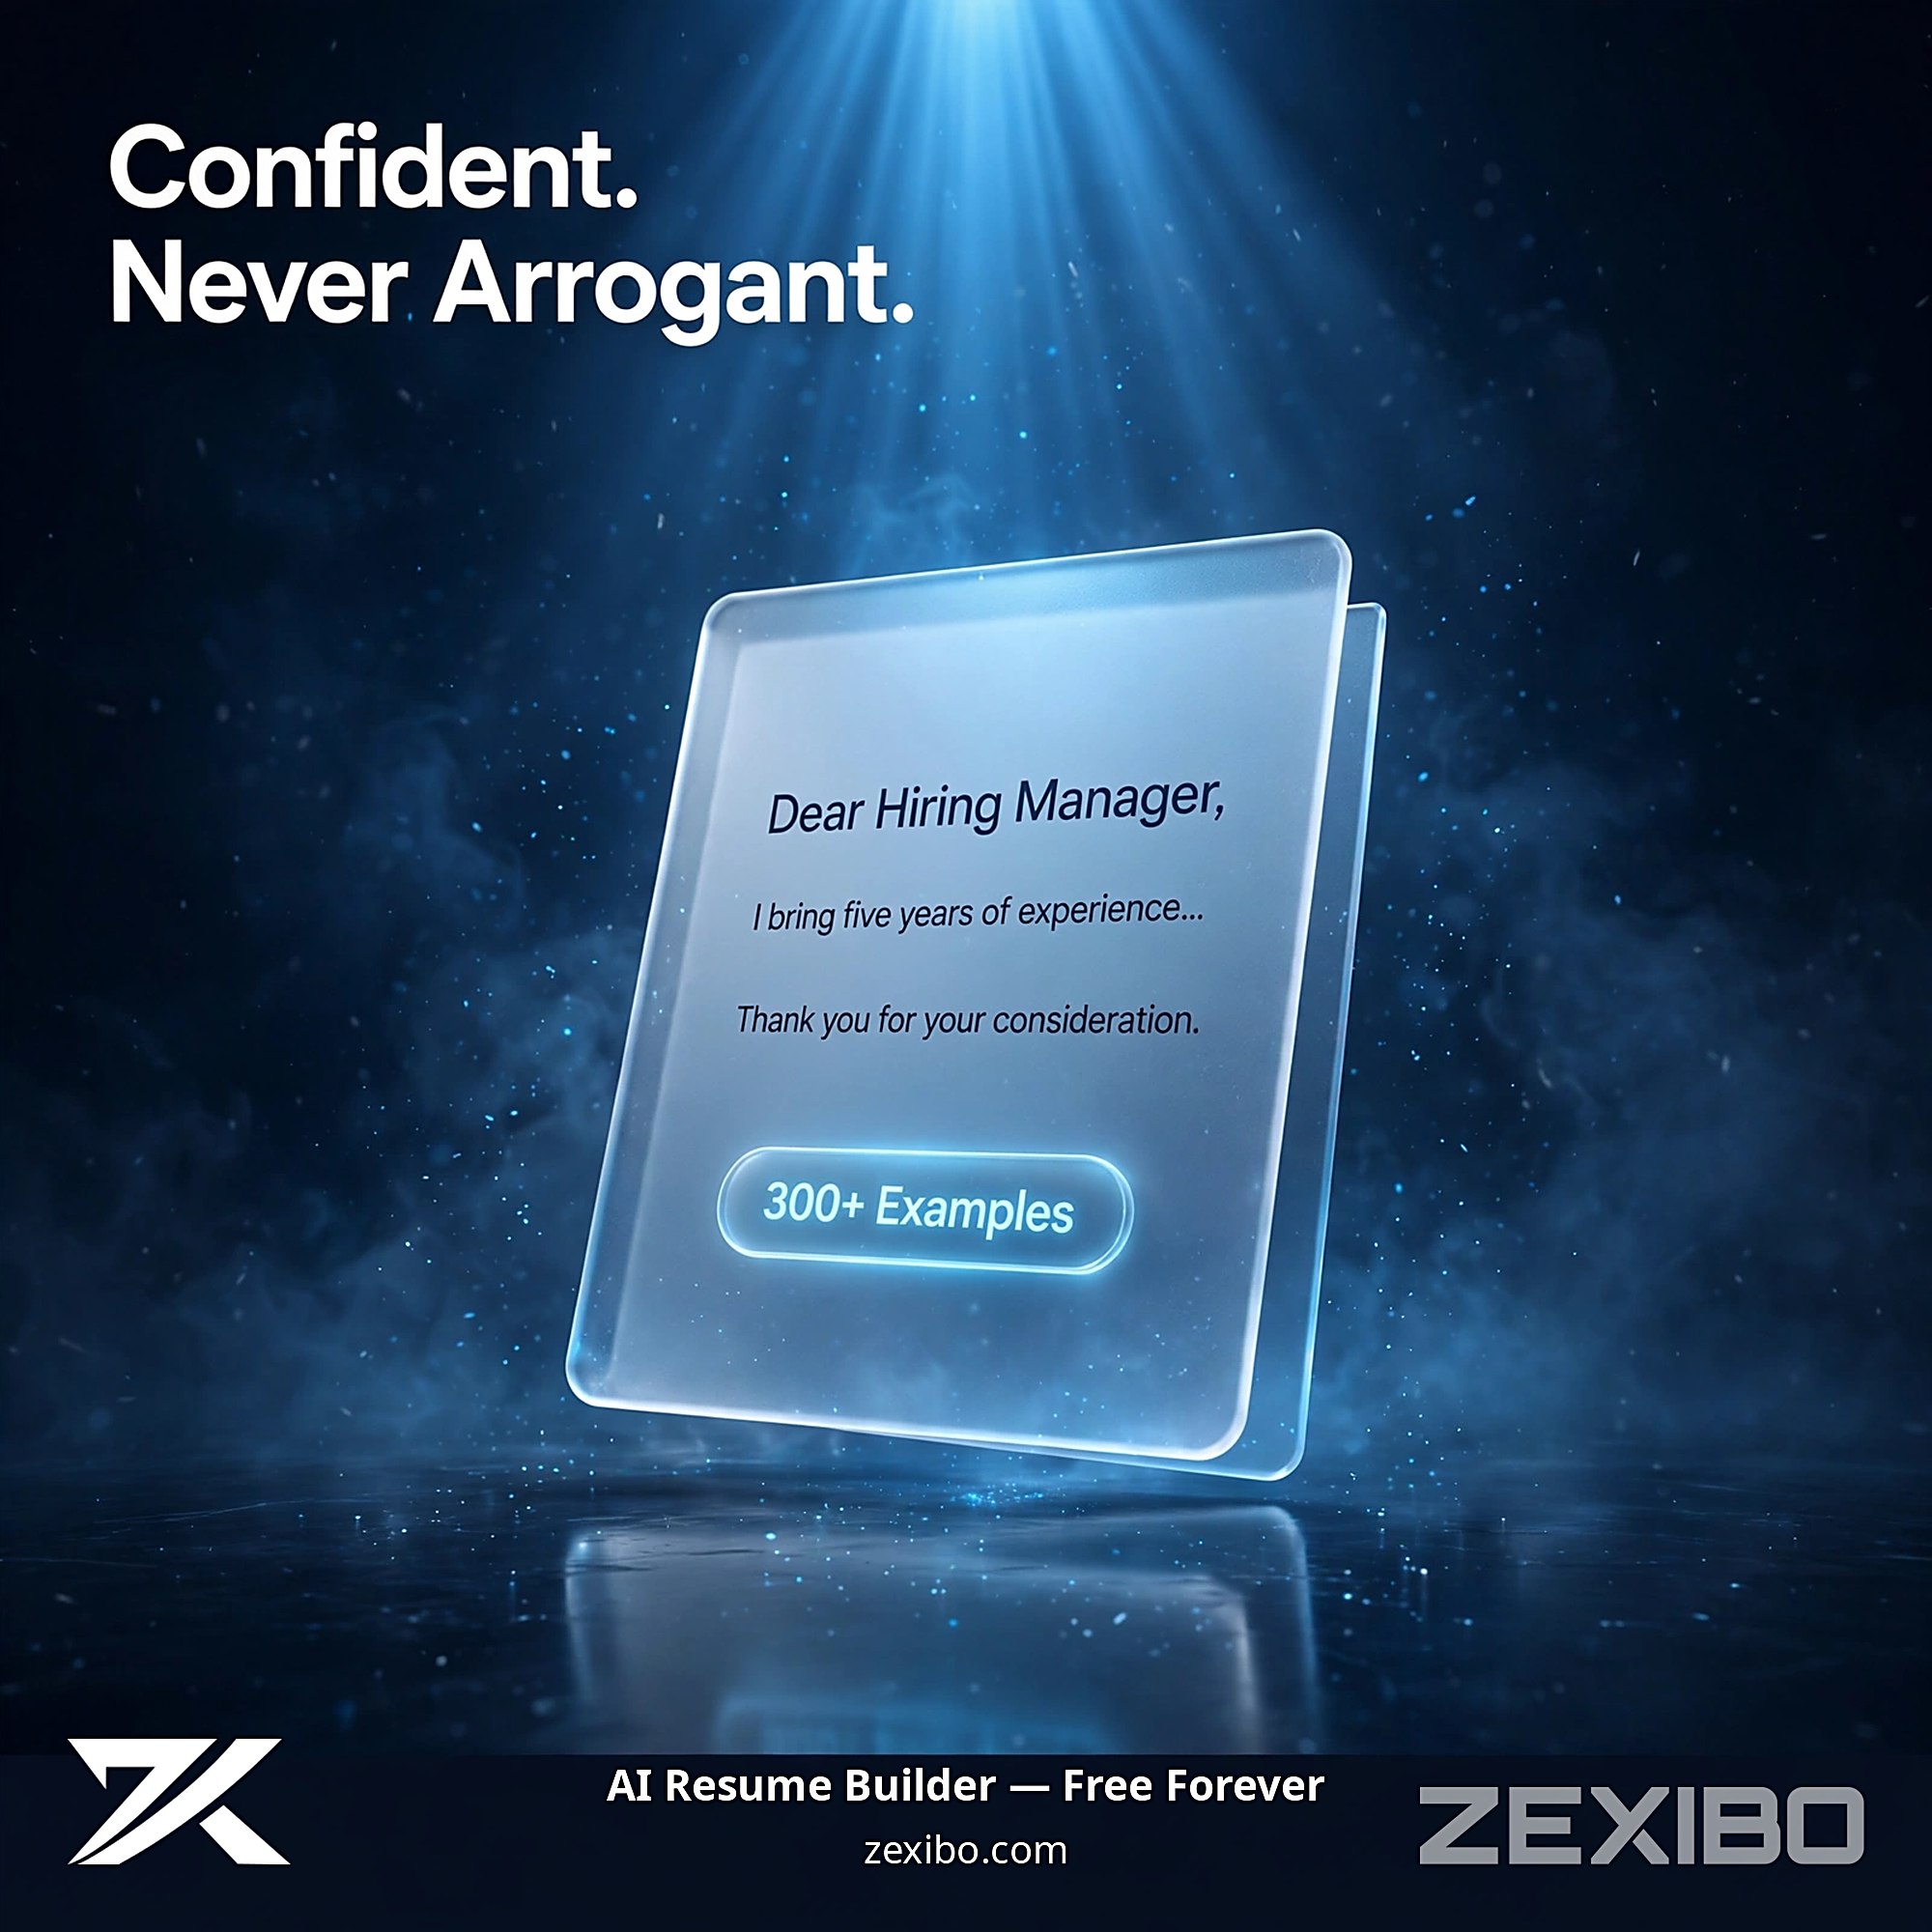 Confident.
Never Arrogant.
Dear Hiring Manager,
I bring five years of experience...
Thank you for your consideration.
300+ Examples
AI Resume Builder — Free Forever
zexibo.com
ZEXIBO